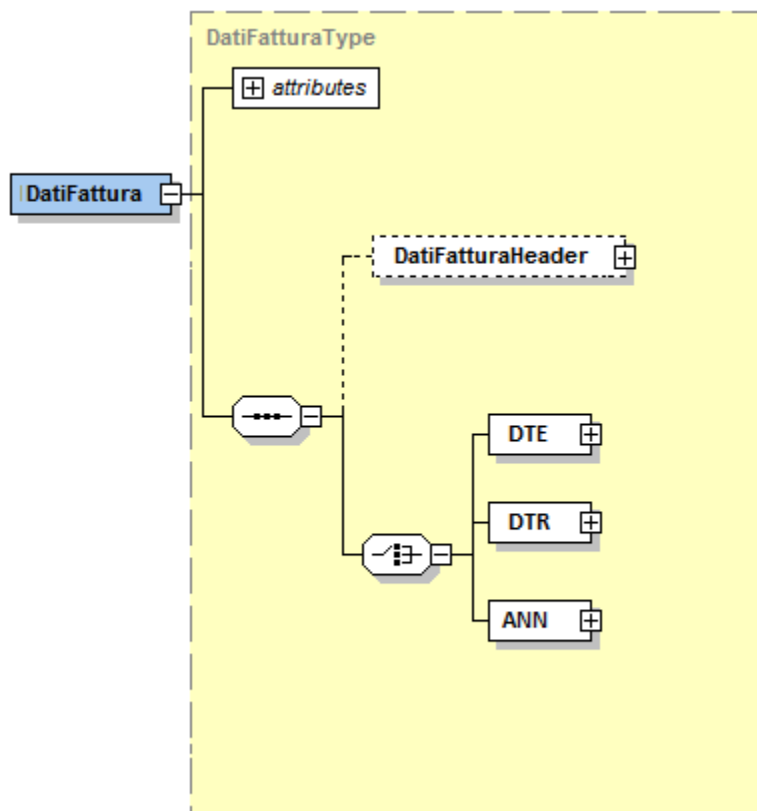 DatiFatturaType
attributes
DatiFattura
DatiFatturaHeader
DTE
DTR
ANN